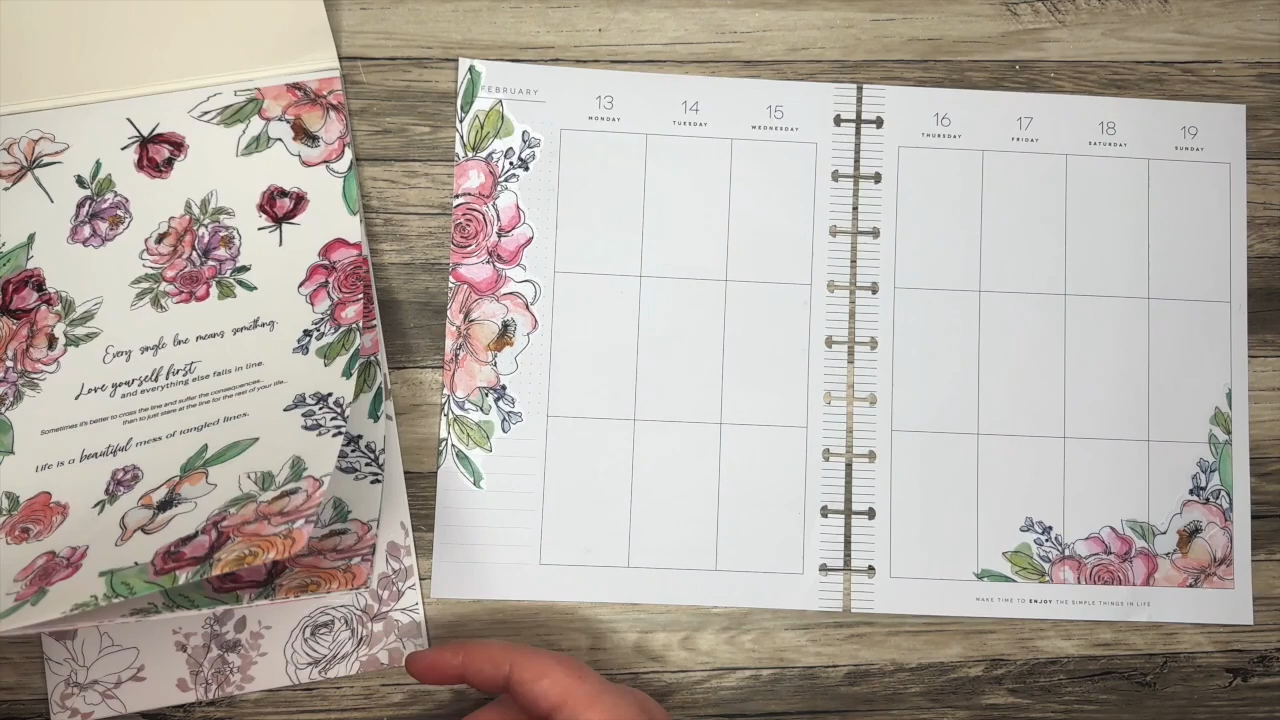 Every single line means something.
Love yourself first
and everything else falls in line.
Sometimes it's better to cross the line and suffer the consequences...
than to just stare at the line for the rest of your life...
Life is a beautiful mess of tangled lines.
FEBRUARY
13
MONDAY
14
TUESDAY
15
WEDNESDAY
16
THURSDAY
17
FRIDAY
18
SATURDAY
19
SUNDAY
MAKE TIME TO ENJOY THE SIMPLE THINGS IN LIFE